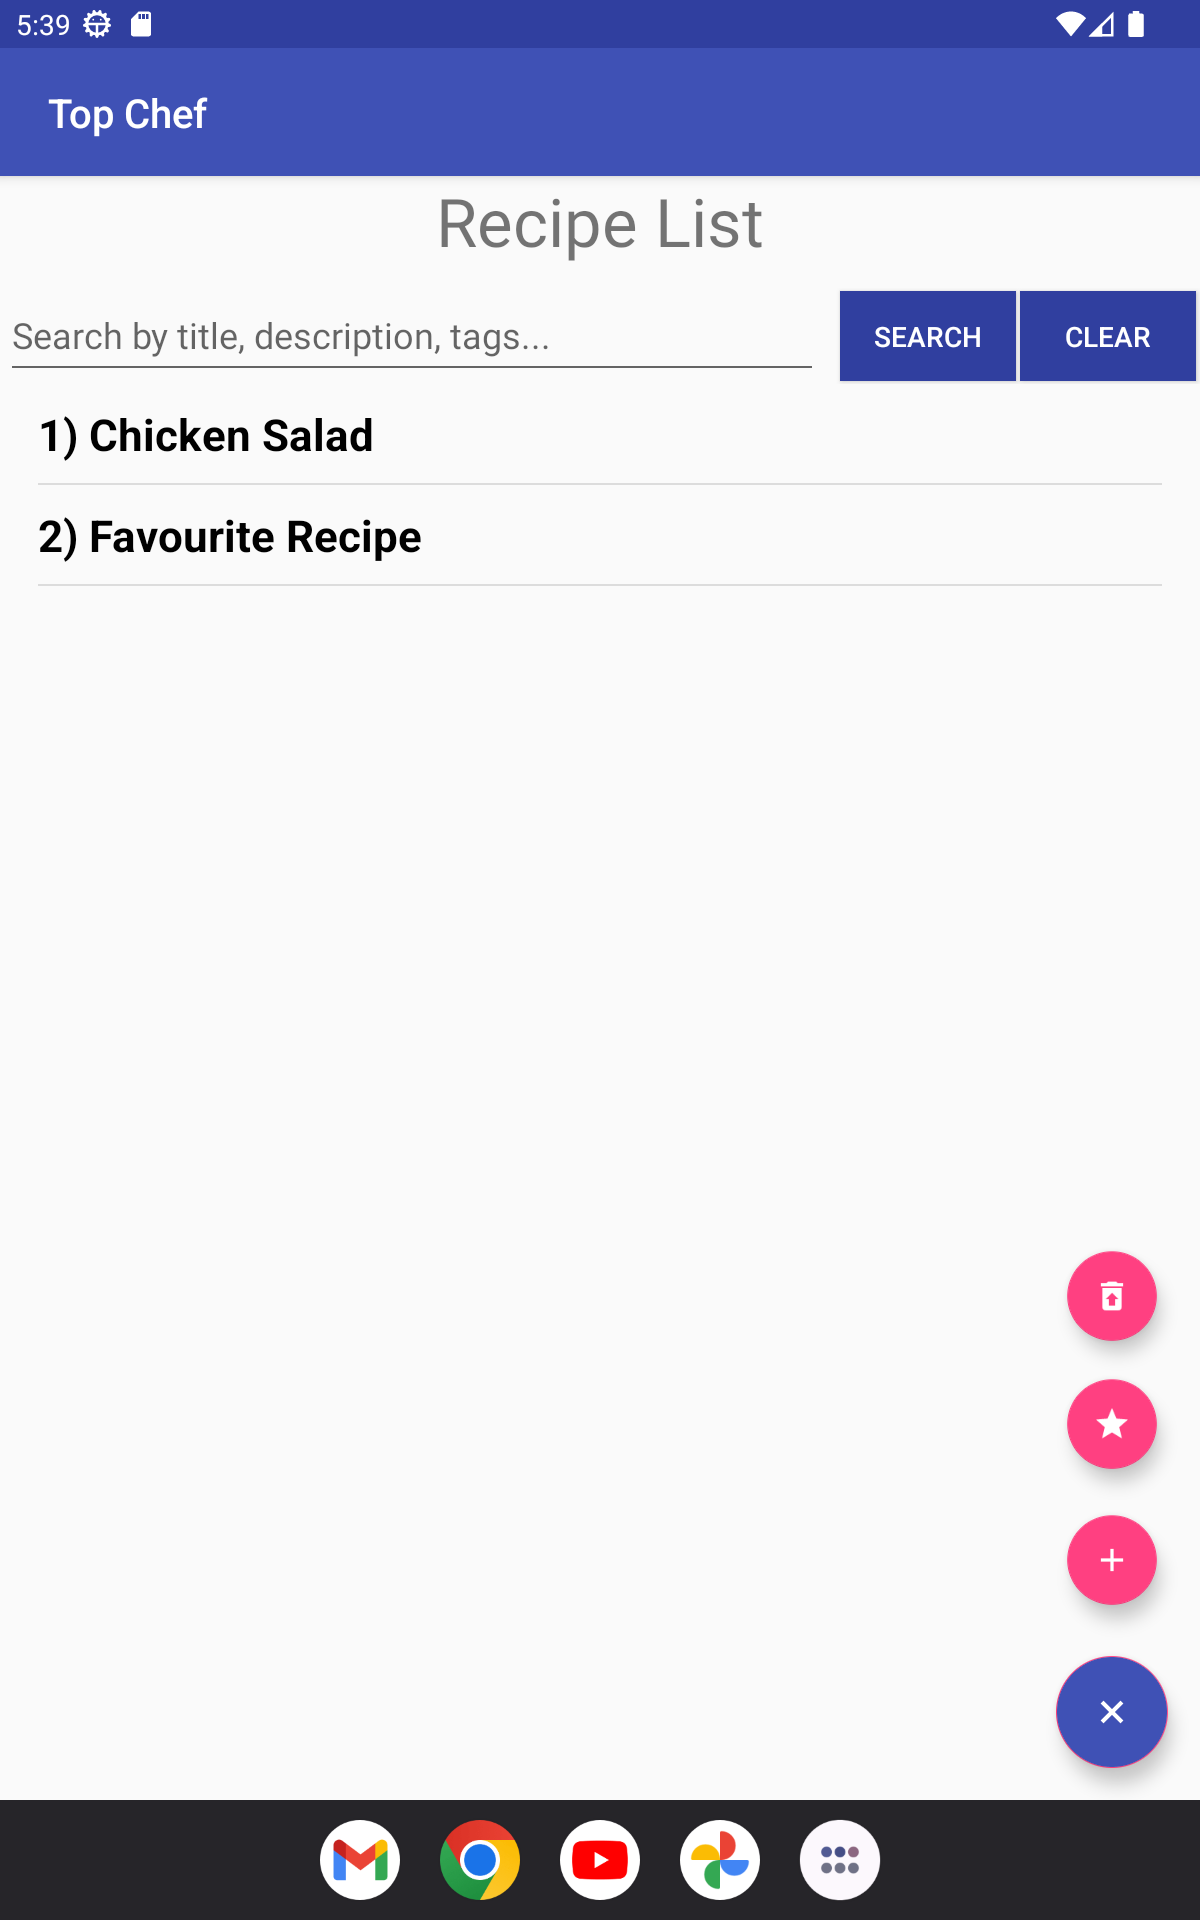 5:39
Top Chef
Recipe List
Search by title, description, tags...
SEARCH
CLEAR
1) Chicken Salad
2) Favourite Recipe